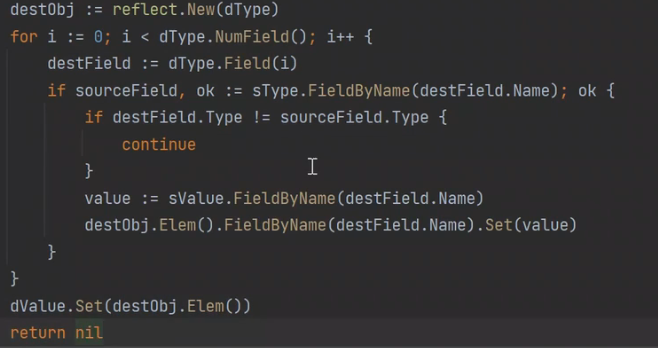 destObj := reflect.New(dType)
for i := 0; i < dType.NumField(); i++ {
    destField := dType.Field(i)
    if sourceField, ok := sType.FieldByName(destField.Name); ok {
        if destField.Type != sourceField.Type {
            continue
        }
        value := sValue.FieldByName(destField.Name)
        destObj.Elem().FieldByName(destField.Name).Set(value)
    }
}
dValue.Set(destObj.Elem())
return nil